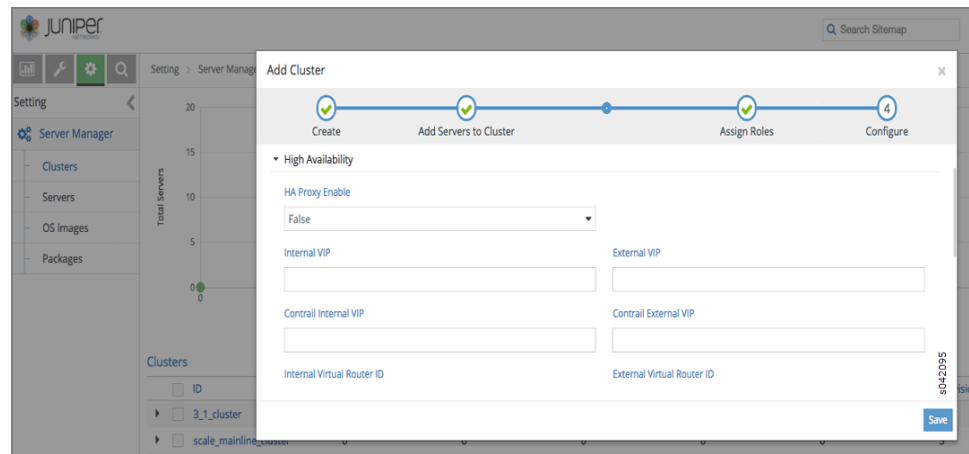 JUNIPER
NETWORKS
Search Sitemap
Setting > Server Manage
Setting
Server Manager
Clusters
Servers
OS Images
Packages
Total Servers
20
15
10
5
0
0
Clusters
ID
3_1_cluster
scale_mainline_cluster
Add Cluster
×
Create
Add Servers to Cluster
Assign Roles
4
Configure
High Availability
HA Proxy Enable
False
Internal VIP
External VIP
Contrail Internal VIP
Contrail External VIP
Internal Virtual Router ID
External Virtual Router ID
Save
s042095